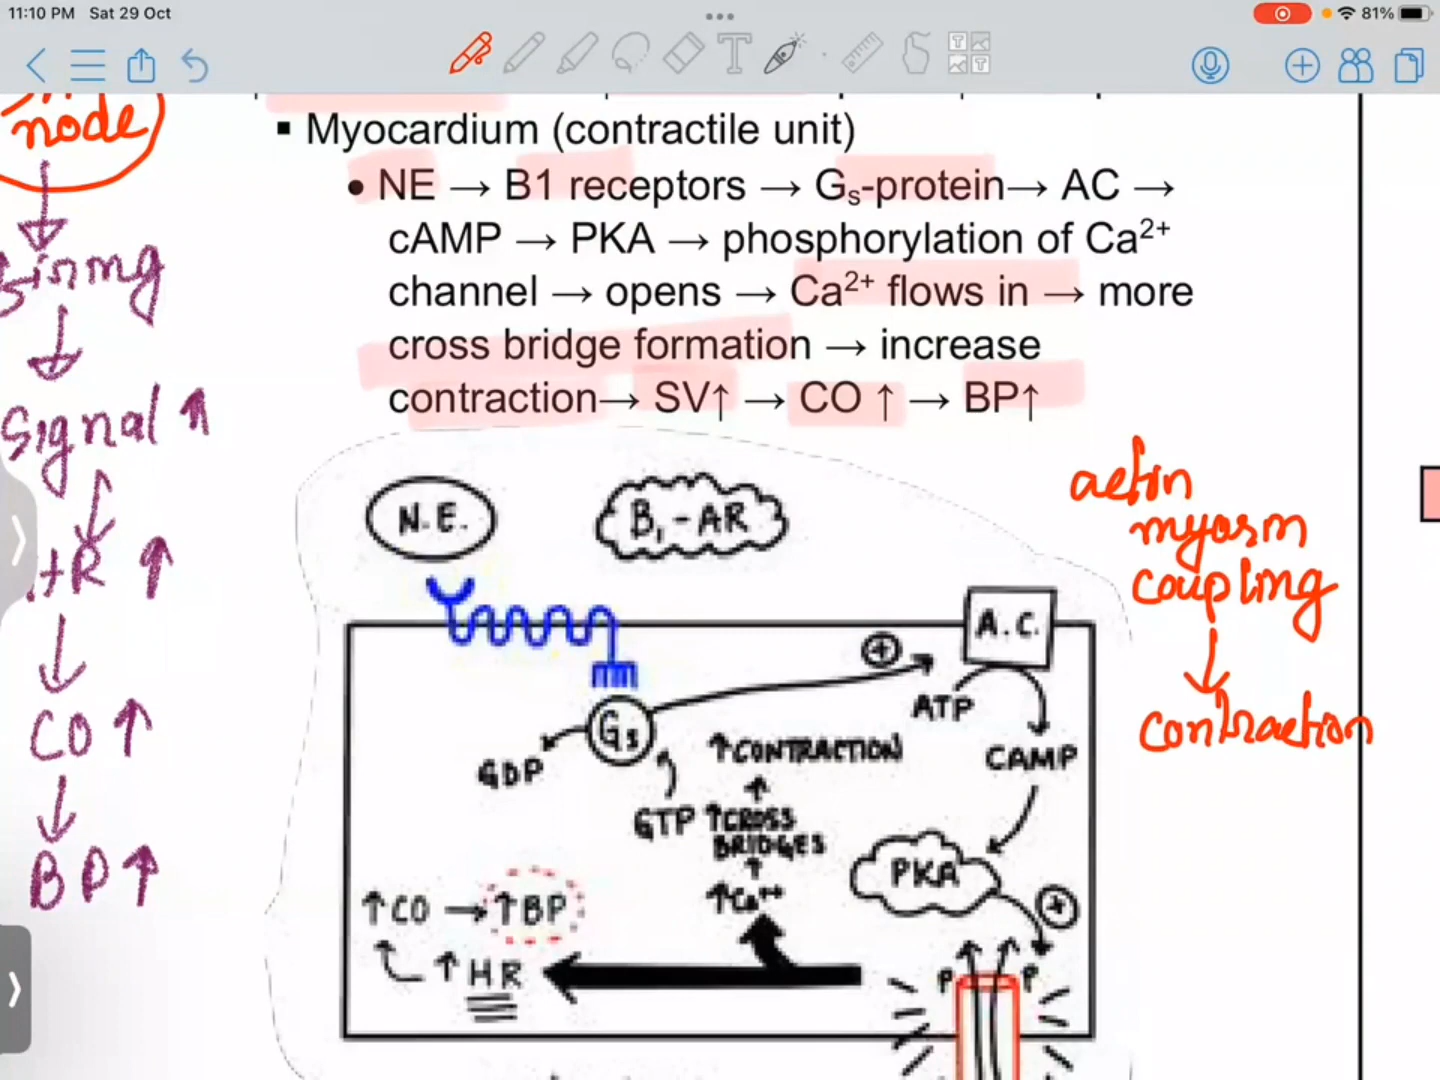 11:10 PM Sat 29 Oct
81%
node
firing
Signal ↑
HR ↑
CO ↑
BP ↑
▪ Myocardium (contractile unit)
• NE → B1 receptors → Gs-protein→ AC →
cAMP → PKA → phosphorylation of Ca²⁺
channel → opens → Ca²⁺ flows in → more
cross bridge formation → increase
contraction→ SV↑ → CO ↑ → BP↑
N.E.
B₁-AR
A.C.
⊕
ATP
Gs
GDP
GTP
↑CONTRACTION
CAMP
↑CROSS
BRIDGES
PKA
↑Ca⁺⁺
⊕
↑CO → ↑BP
↑ HR
P P
actin
myosin
coupling
contraction